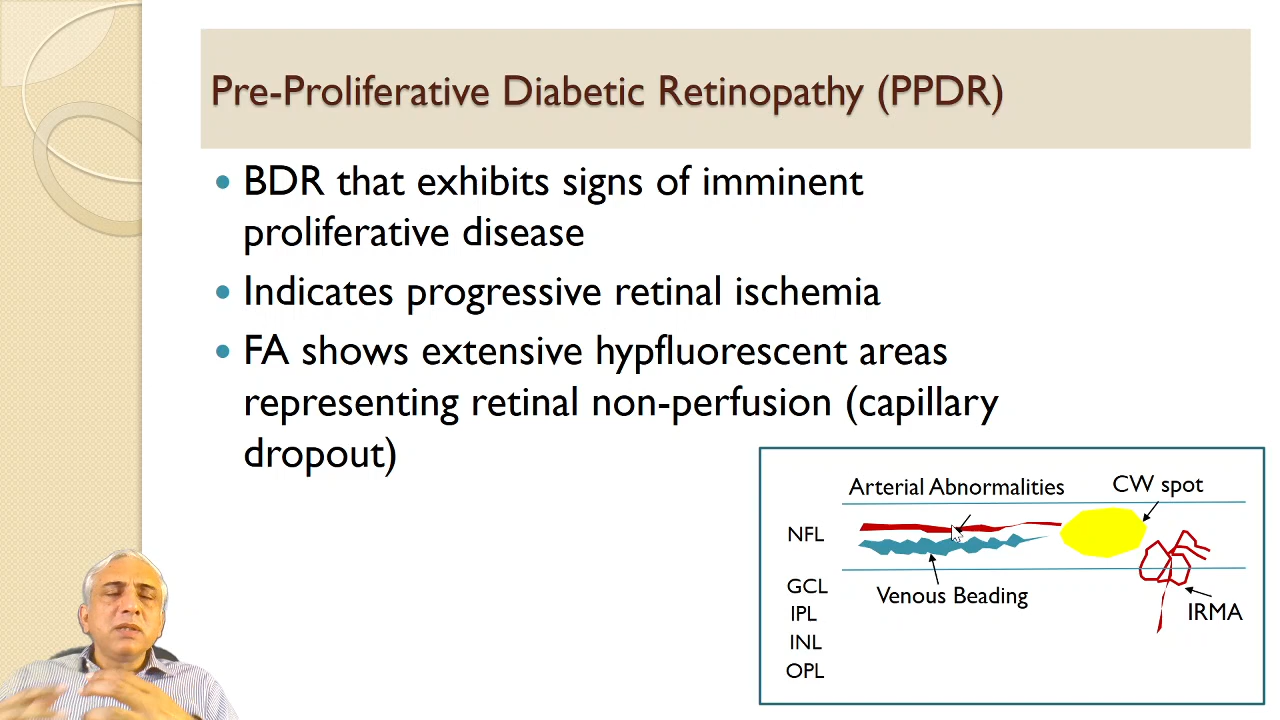 Pre-Proliferative Diabetic Retinopathy (PPDR)
BDR that exhibits signs of imminent
proliferative disease
Indicates progressive retinal ischemia
FA shows extensive hypfluorescent areas
representing retinal non-perfusion (capillary
dropout)
Arterial Abnormalities
CW spot
NFL
GCL
Venous Beading
IPL
IRMA
INL
OPL